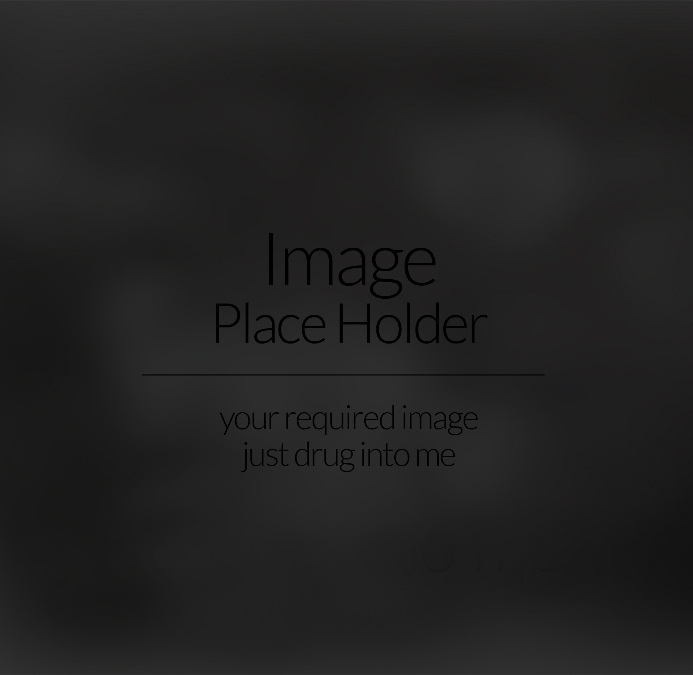 Image
Place Holder
your required image
just drug into me